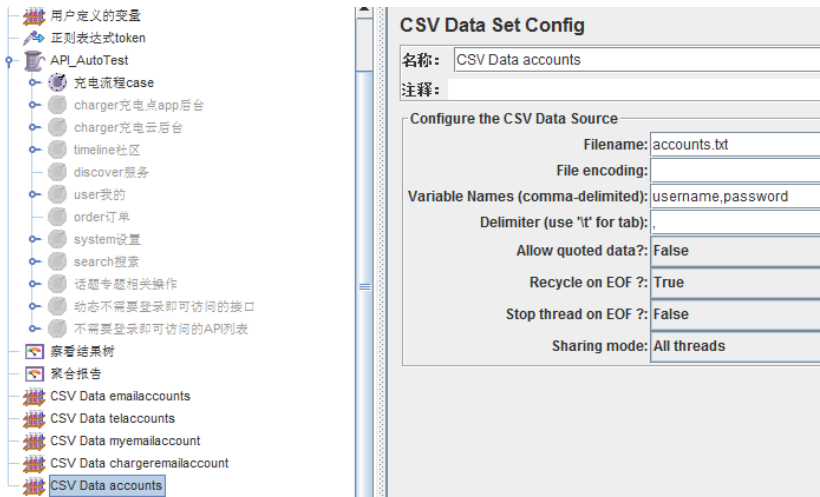 用户定义的变量
正则表达式token
API_AutoTest
充电流程case
charger充电点app后台
charger充电云后台
timeline社区
discover服务
user我的
order订单
system设置
search搜索
话题专题相关操作
动态不需要登录即可访问的接口
不需要登录即可访问的API列表
察看结果树
聚合报告
CSV Data emailaccounts
CSV Data telaccounts
CSV Data myemailaccount
CSV Data chargeremailaccount
CSV Data accounts
CSV Data Set Config
名称： CSV Data accounts
注释：
Configure the CSV Data Source
Filename: accounts.txt
File encoding:
Variable Names (comma-delimited): username,password
Delimiter (use '\t' for tab): ,
Allow quoted data?: False
Recycle on EOF ?: True
Stop thread on EOF ?: False
Sharing mode: All threads